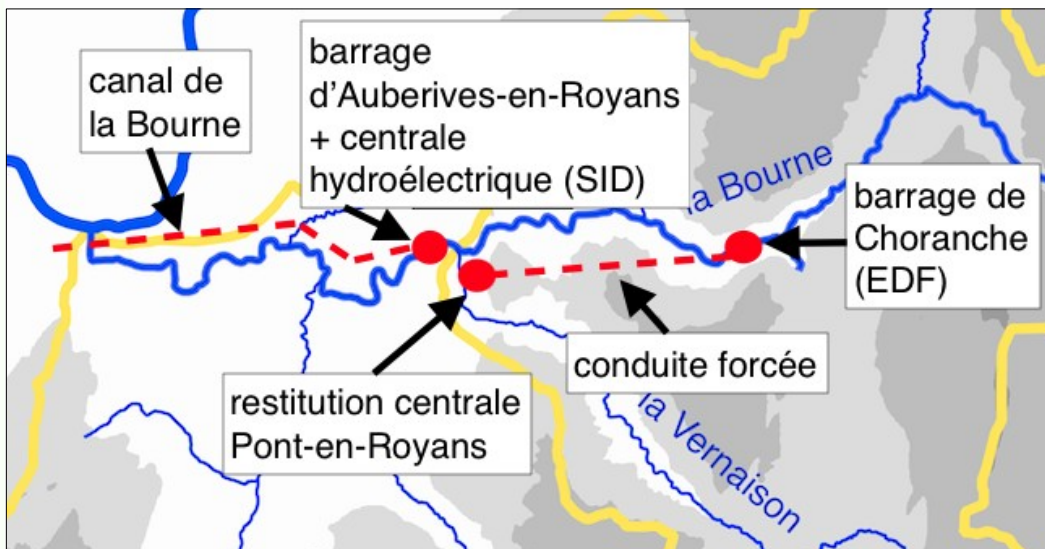 canal de
la Bourne
barrage
d'Auberives-en-Royans
+ centrale
hydroélectrique (SID)
la Bourne
barrage de
Choranche
(EDF)
restitution centrale
Pont-en-Royans
conduite forcée
la Vernaison